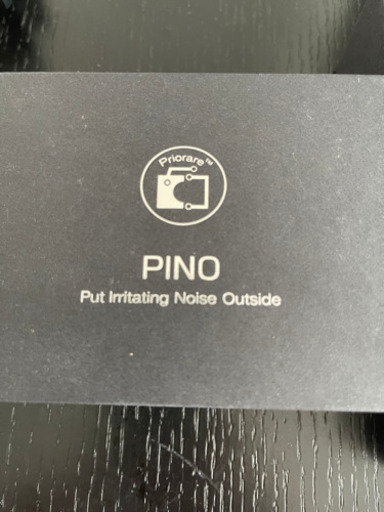 Priorare™
PINO
Put Irritating Noise Outside